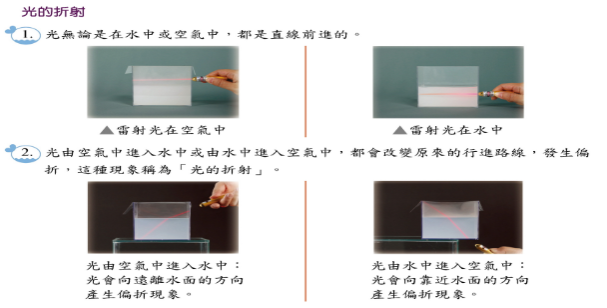 光的折射
1. 光無論是在水中或空氣中，都是直線前進的。
▲雷射光在空氣中
▲雷射光在水中
2. 光由空氣中進入水中或由水中進入空氣中，都會改變原來的行進路線，發生偏
折，這種現象稱為「光的折射」。
光由空氣中進入水中：
光會向遠離水面的方向
產生偏折現象。
光由水中進入空氣中：
光會向靠近水面的方向
產生偏折現象。